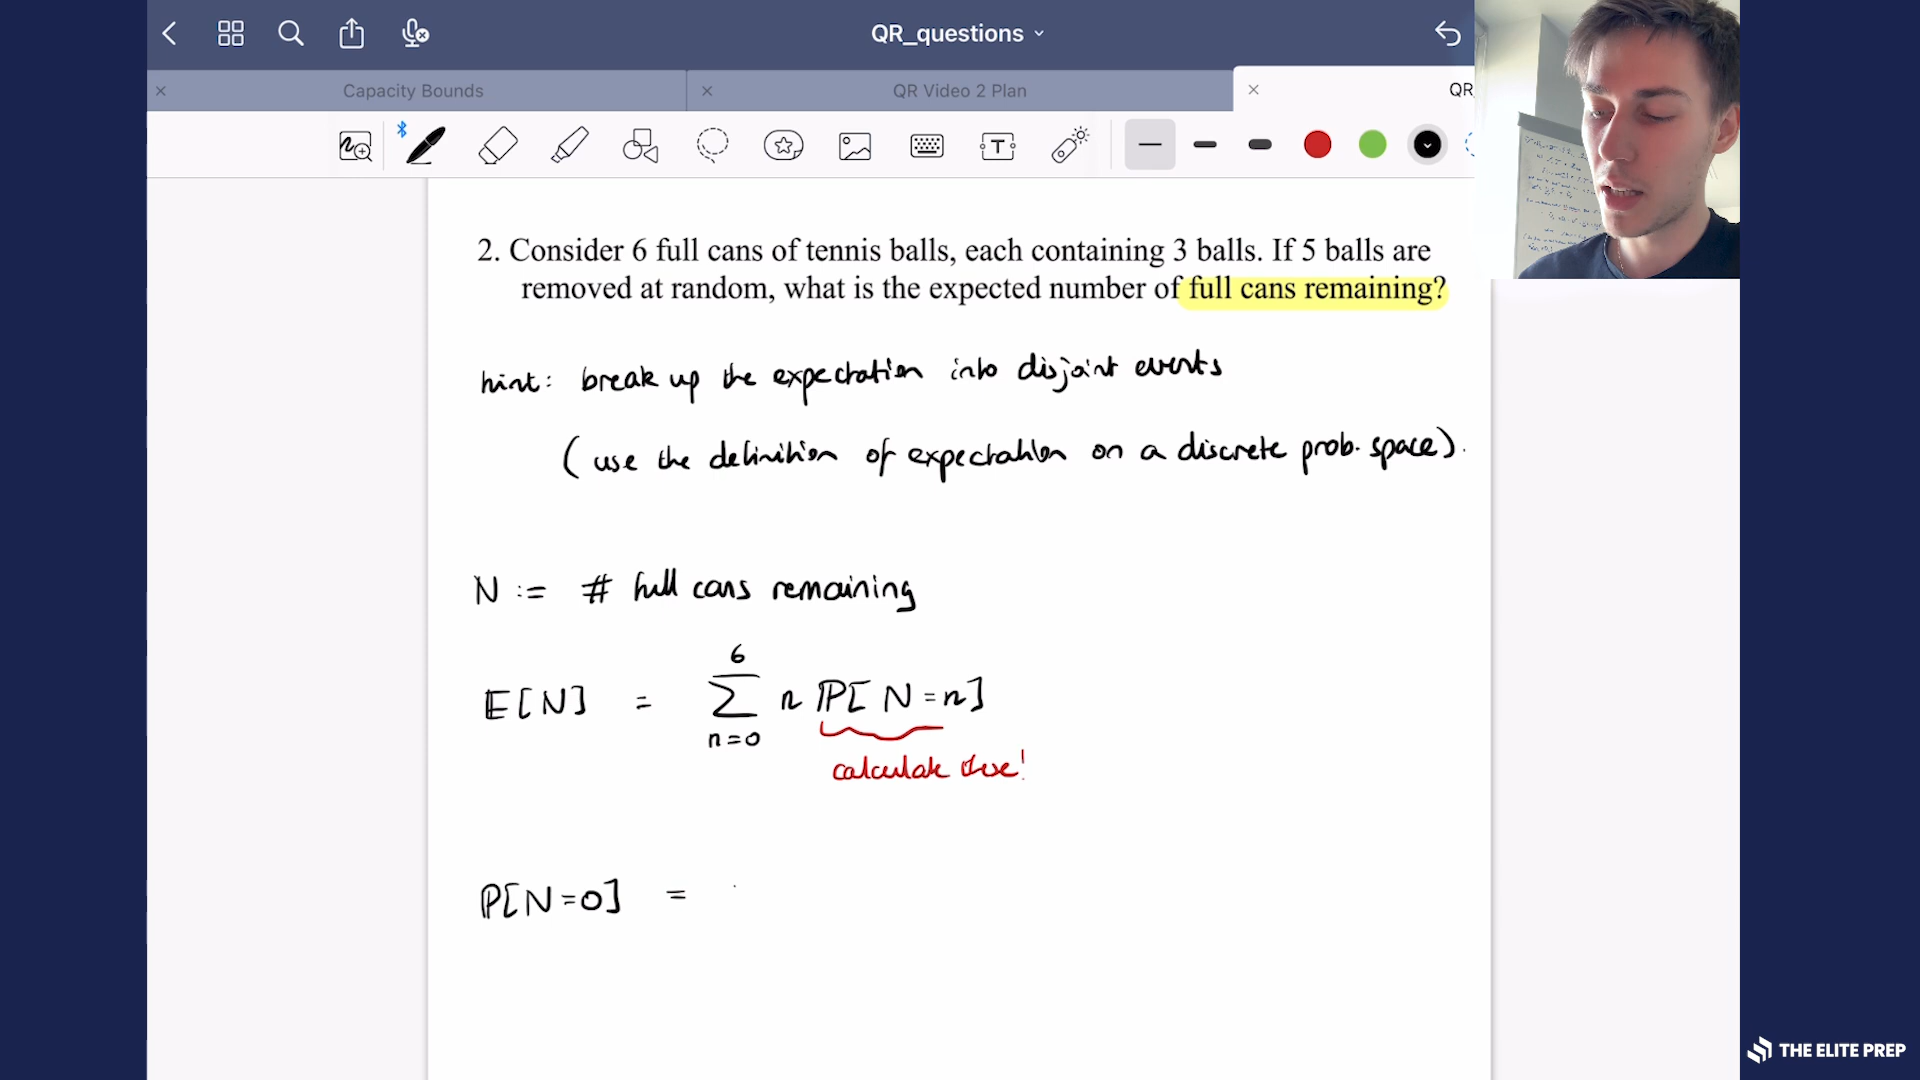 QR_questions
Capacity Bounds
QR Video 2 Plan
QR
2. Consider 6 full cans of tennis balls, each containing 3 balls. If 5 balls are
removed at random, what is the expected number of full cans remaining?
hint: break up the expectation into disjoint events
(use the definition of expectation on a discrete prob. space).
N := # full cans remaining
6
E[N] = ∑ n P[N=n]
n=0
calculate these!
P[N=0] =
THE ELITE PREP